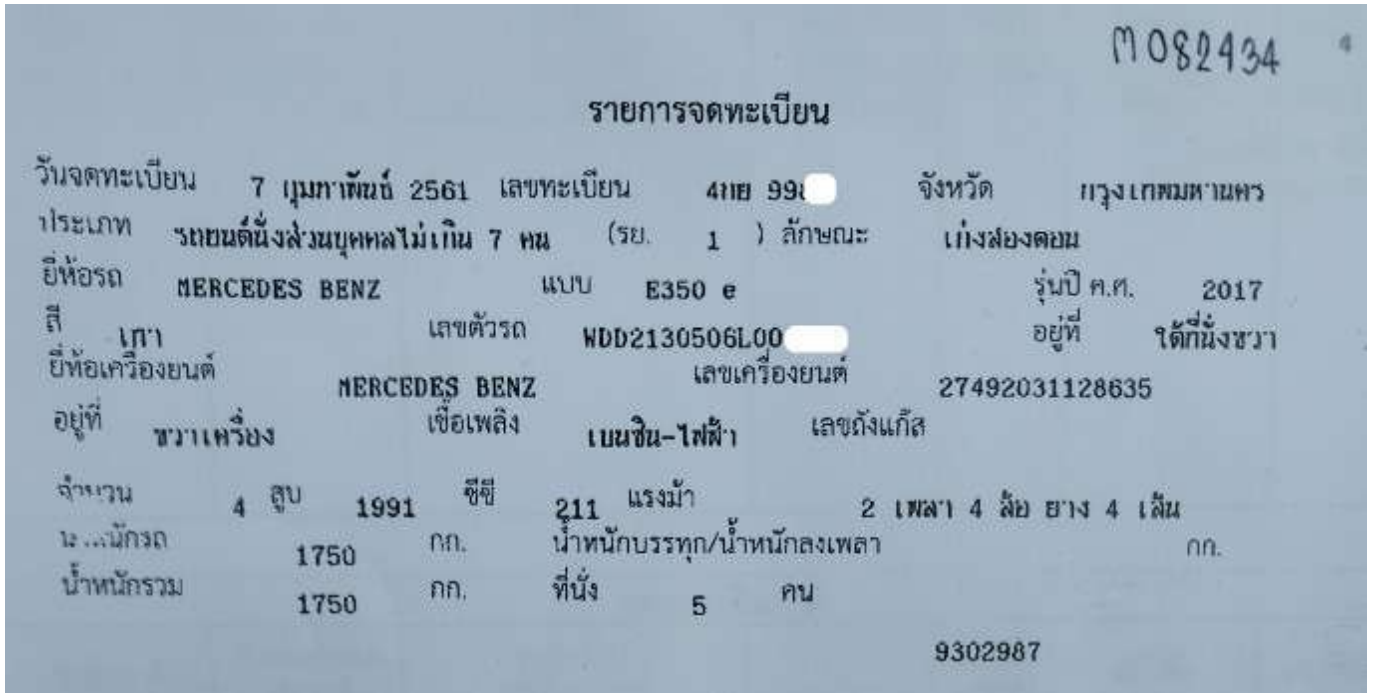 M082434
รายการจดทะเบียน
วันจดทะเบียน 7 กุมภาพันธ์ 2561 เลขทะเบียน 4กย 99 จังหวัด กรุงเทพมหานคร
ประเภท รถยนต์นั่งส่วนบุคคลไม่เกิน 7 คน (รย. 1 ) ลักษณะ เก๋งสองตอน
ยี่ห้อรถ MERCEDES BENZ แบบ E350 e รุ่นปี ค.ศ. 2017
สี เทา เลขตัวรถ WDD2130506L00 อยู่ที่ ใต้ที่นั่งขวา
ยี่ห้อเครื่องยนต์ MERCEDES BENZ เลขเครื่องยนต์ 27492031128635
อยู่ที่ ขวาเครื่อง เชื้อเพลิง เบนซิน-ไฟฟ้า เลขถังแก๊ส
จำนวน 4 สูบ 1991 ซีซี 211 แรงม้า 2 เพลา 4 ล้อ ยาง 4 เส้น
1750 กก. น้ำหนักบรรทุก/น้ำหนักลงเพลา กก.
น้ำหนักรวม 1750 กก. ที่นั่ง 5 คน
9302987